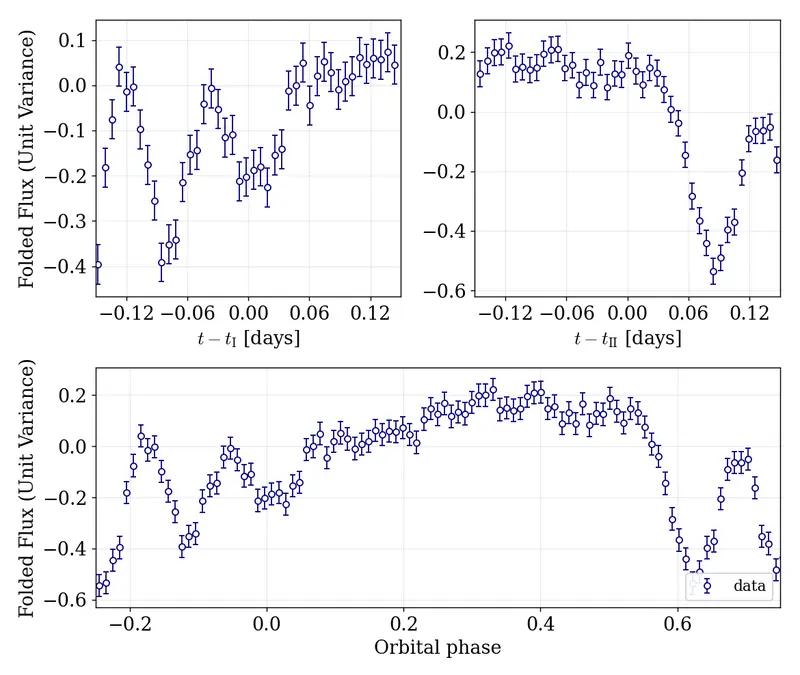 Folded Flux (Unit Variance)
0.1
0.0
−0.1
−0.2
−0.3
−0.4
−0.12 −0.06 0.00 0.06 0.12
t − tI [days]
0.2
0.0
−0.2
−0.4
−0.6
−0.12 −0.06 0.00 0.06 0.12
t − tII [days]
Folded Flux (Unit Variance)
0.2
0.0
−0.2
−0.4
−0.6
data
−0.2 0.0 0.2 0.4 0.6
Orbital phase